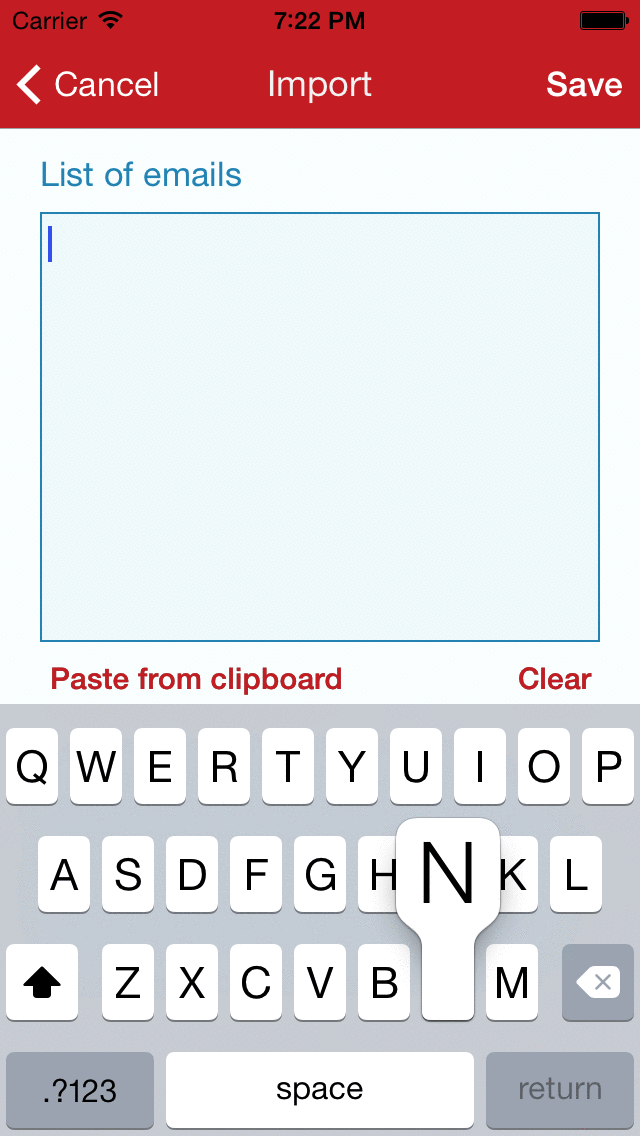 Carrier 7:22 PM
Cancel Import Save
List of emails
Paste from clipboard Clear
Q W E R T Y U I O P
A S D F G H N K L
Z X C V B M
.?123 space return